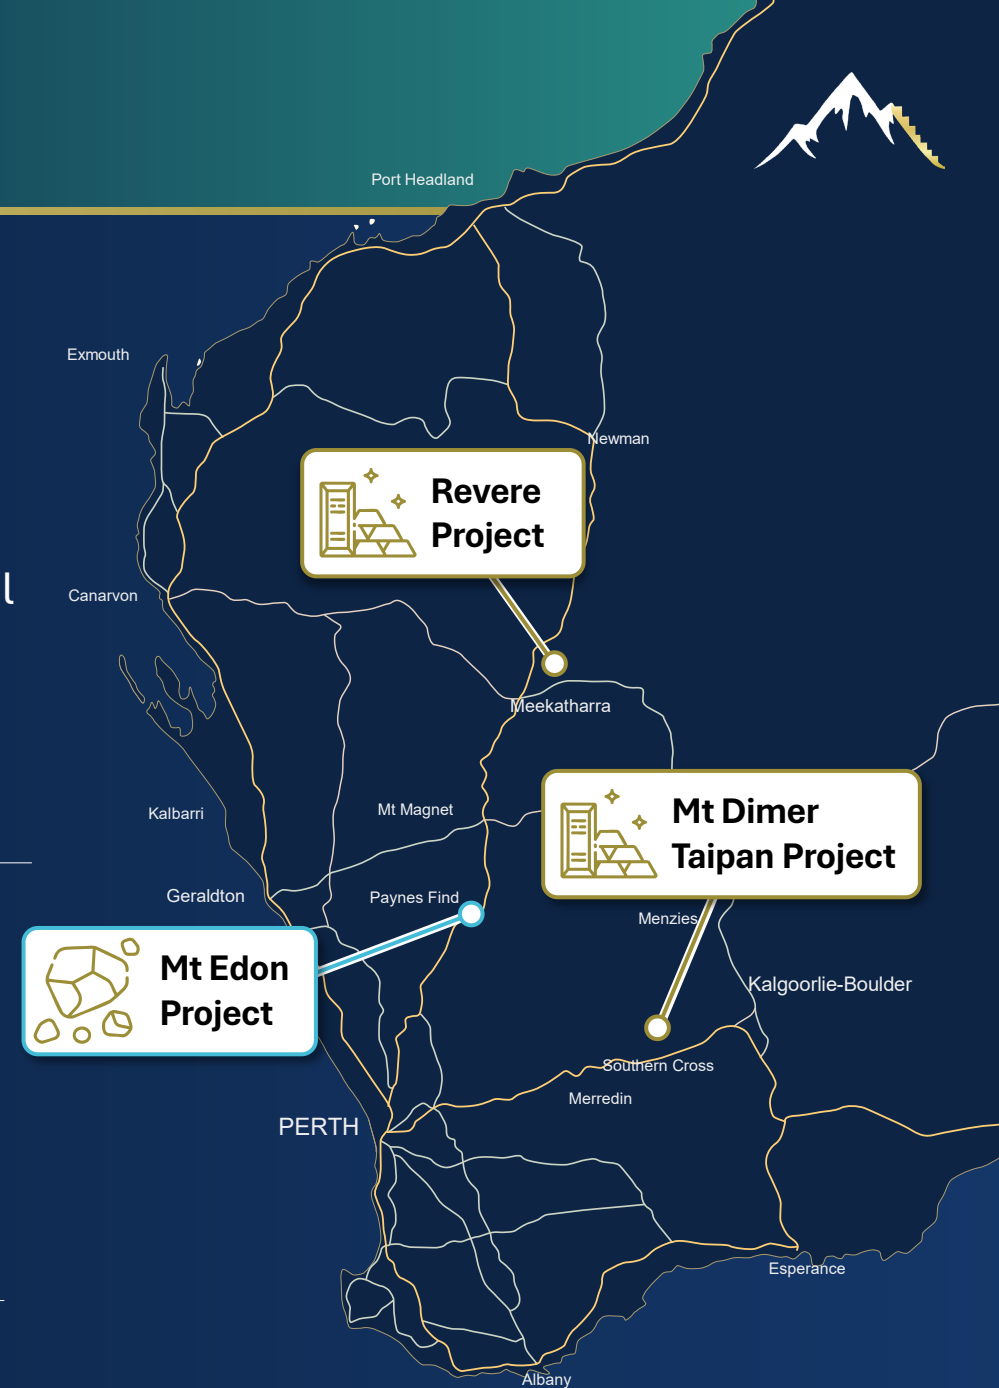 Port Headland
Exmouth
Newman
Revere
Project
l
Canarvon
Meekatharra
Mt Dimer
Taipan Project
Kalbarri
Mt Magnet
Geraldton
Paynes Find
Menzies
Mt Edon
Project
Kalgoorlie-Boulder
Southern Cross
Merredin
PERTH
Esperance
Albany